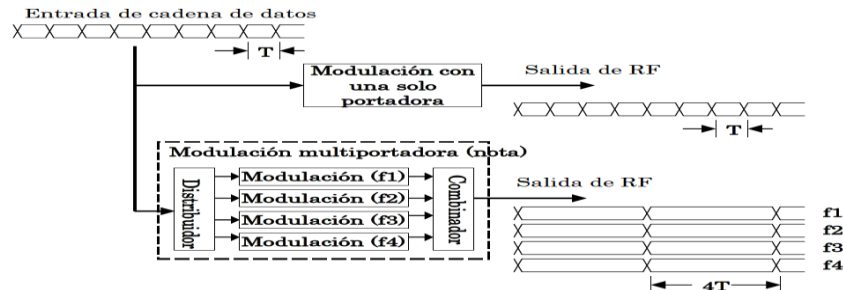 Entrada de cadena de datos
T
Modulación con
una solo
portadora
Salida de RF
T
Modulación multiportadora (nota)
Distribuidor
Modulación (f1)
Modulación (f2)
Modulación (f3)
Modulación (f4)
Combinador
Salida de RF
f1
f2
f3
f4
4T